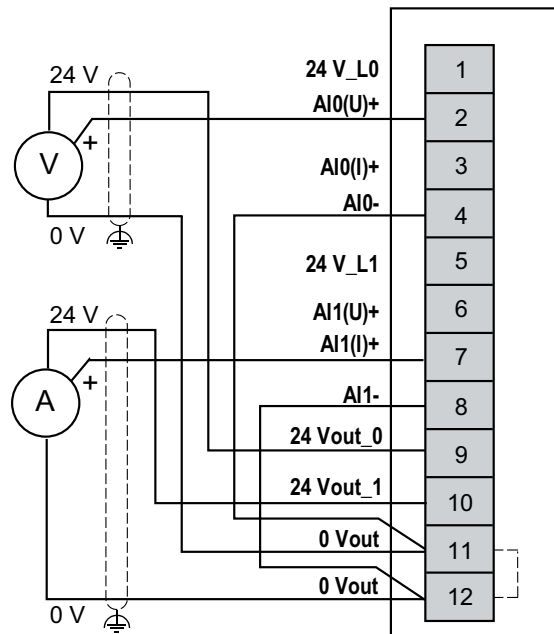 24 V
V
+
0 V
24 V
A
+
0 V
24 V_L0
AI0(U)+
AI0(I)+
AI0-
24 V_L1
AI1(U)+
AI1(I)+
AI1-
24 Vout_0
24 Vout_1
0 Vout
0 Vout
1
2
3
4
5
6
7
8
9
10
11
12